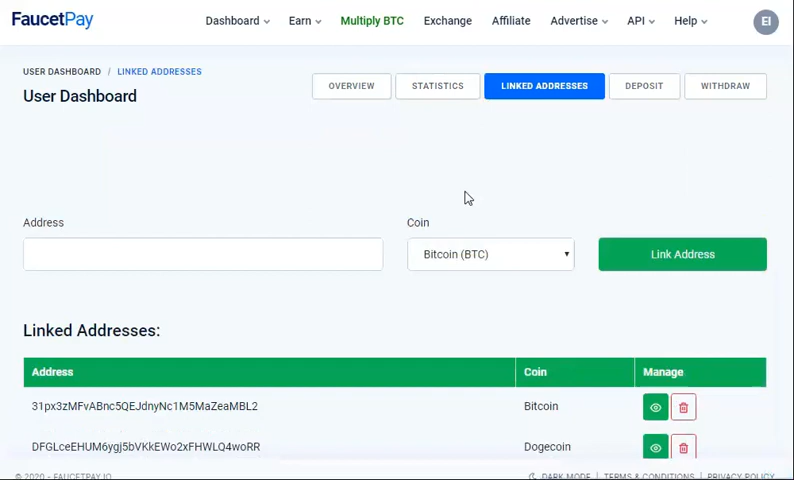 FaucetPay Dashboard Earn Multiply BTC Exchange Affiliate Advertise API Help EI
USER DASHBOARD / LINKED ADDRESSES
User Dashboard
OVERVIEW STATISTICS LINKED ADDRESSES DEPOSIT WITHDRAW
Address Coin
Bitcoin (BTC) Link Address
Linked Addresses:
Address Coin Manage
31px3zMFvABnc5QEJdnyNc1M5MaZeaMBL2 Bitcoin
DFGLceEHUM6ygj5bVKkEWo2xFHWLQ4woRR Dogecoin
© 2020 - FAUCETPAY.IO DARK MODE | TERMS & CONDITIONS | PRIVACY POLICY